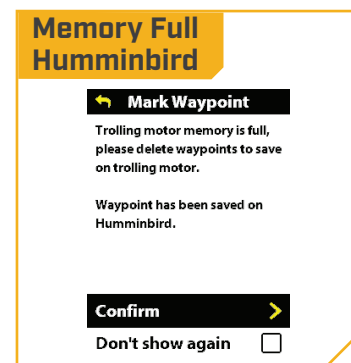 Memory Full
Humminbird
Mark Waypoint
Trolling motor memory is full,
please delete waypoints to save
on trolling motor.
Waypoint has been saved on
Humminbird.
Confirm
Don't show again